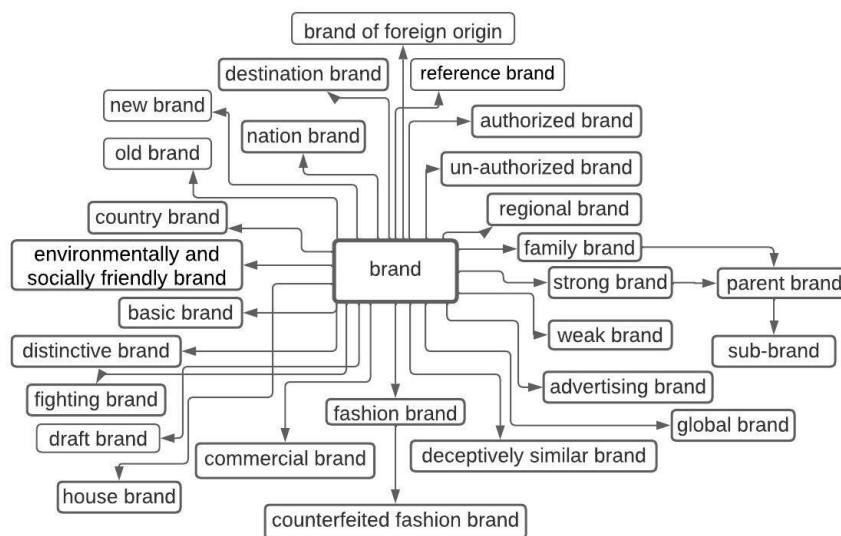 brand of foreign origin
destination brand
reference brand
new brand
authorized brand
nation brand
old brand
un-authorized brand
regional brand
country brand
environmentally and
socially friendly brand
brand
family brand
strong brand
parent brand
basic brand
weak brand
distinctive brand
sub-brand
fighting brand
advertising brand
fashion brand
global brand
draft brand
commercial brand
deceptively similar brand
house brand
counterfeited fashion brand